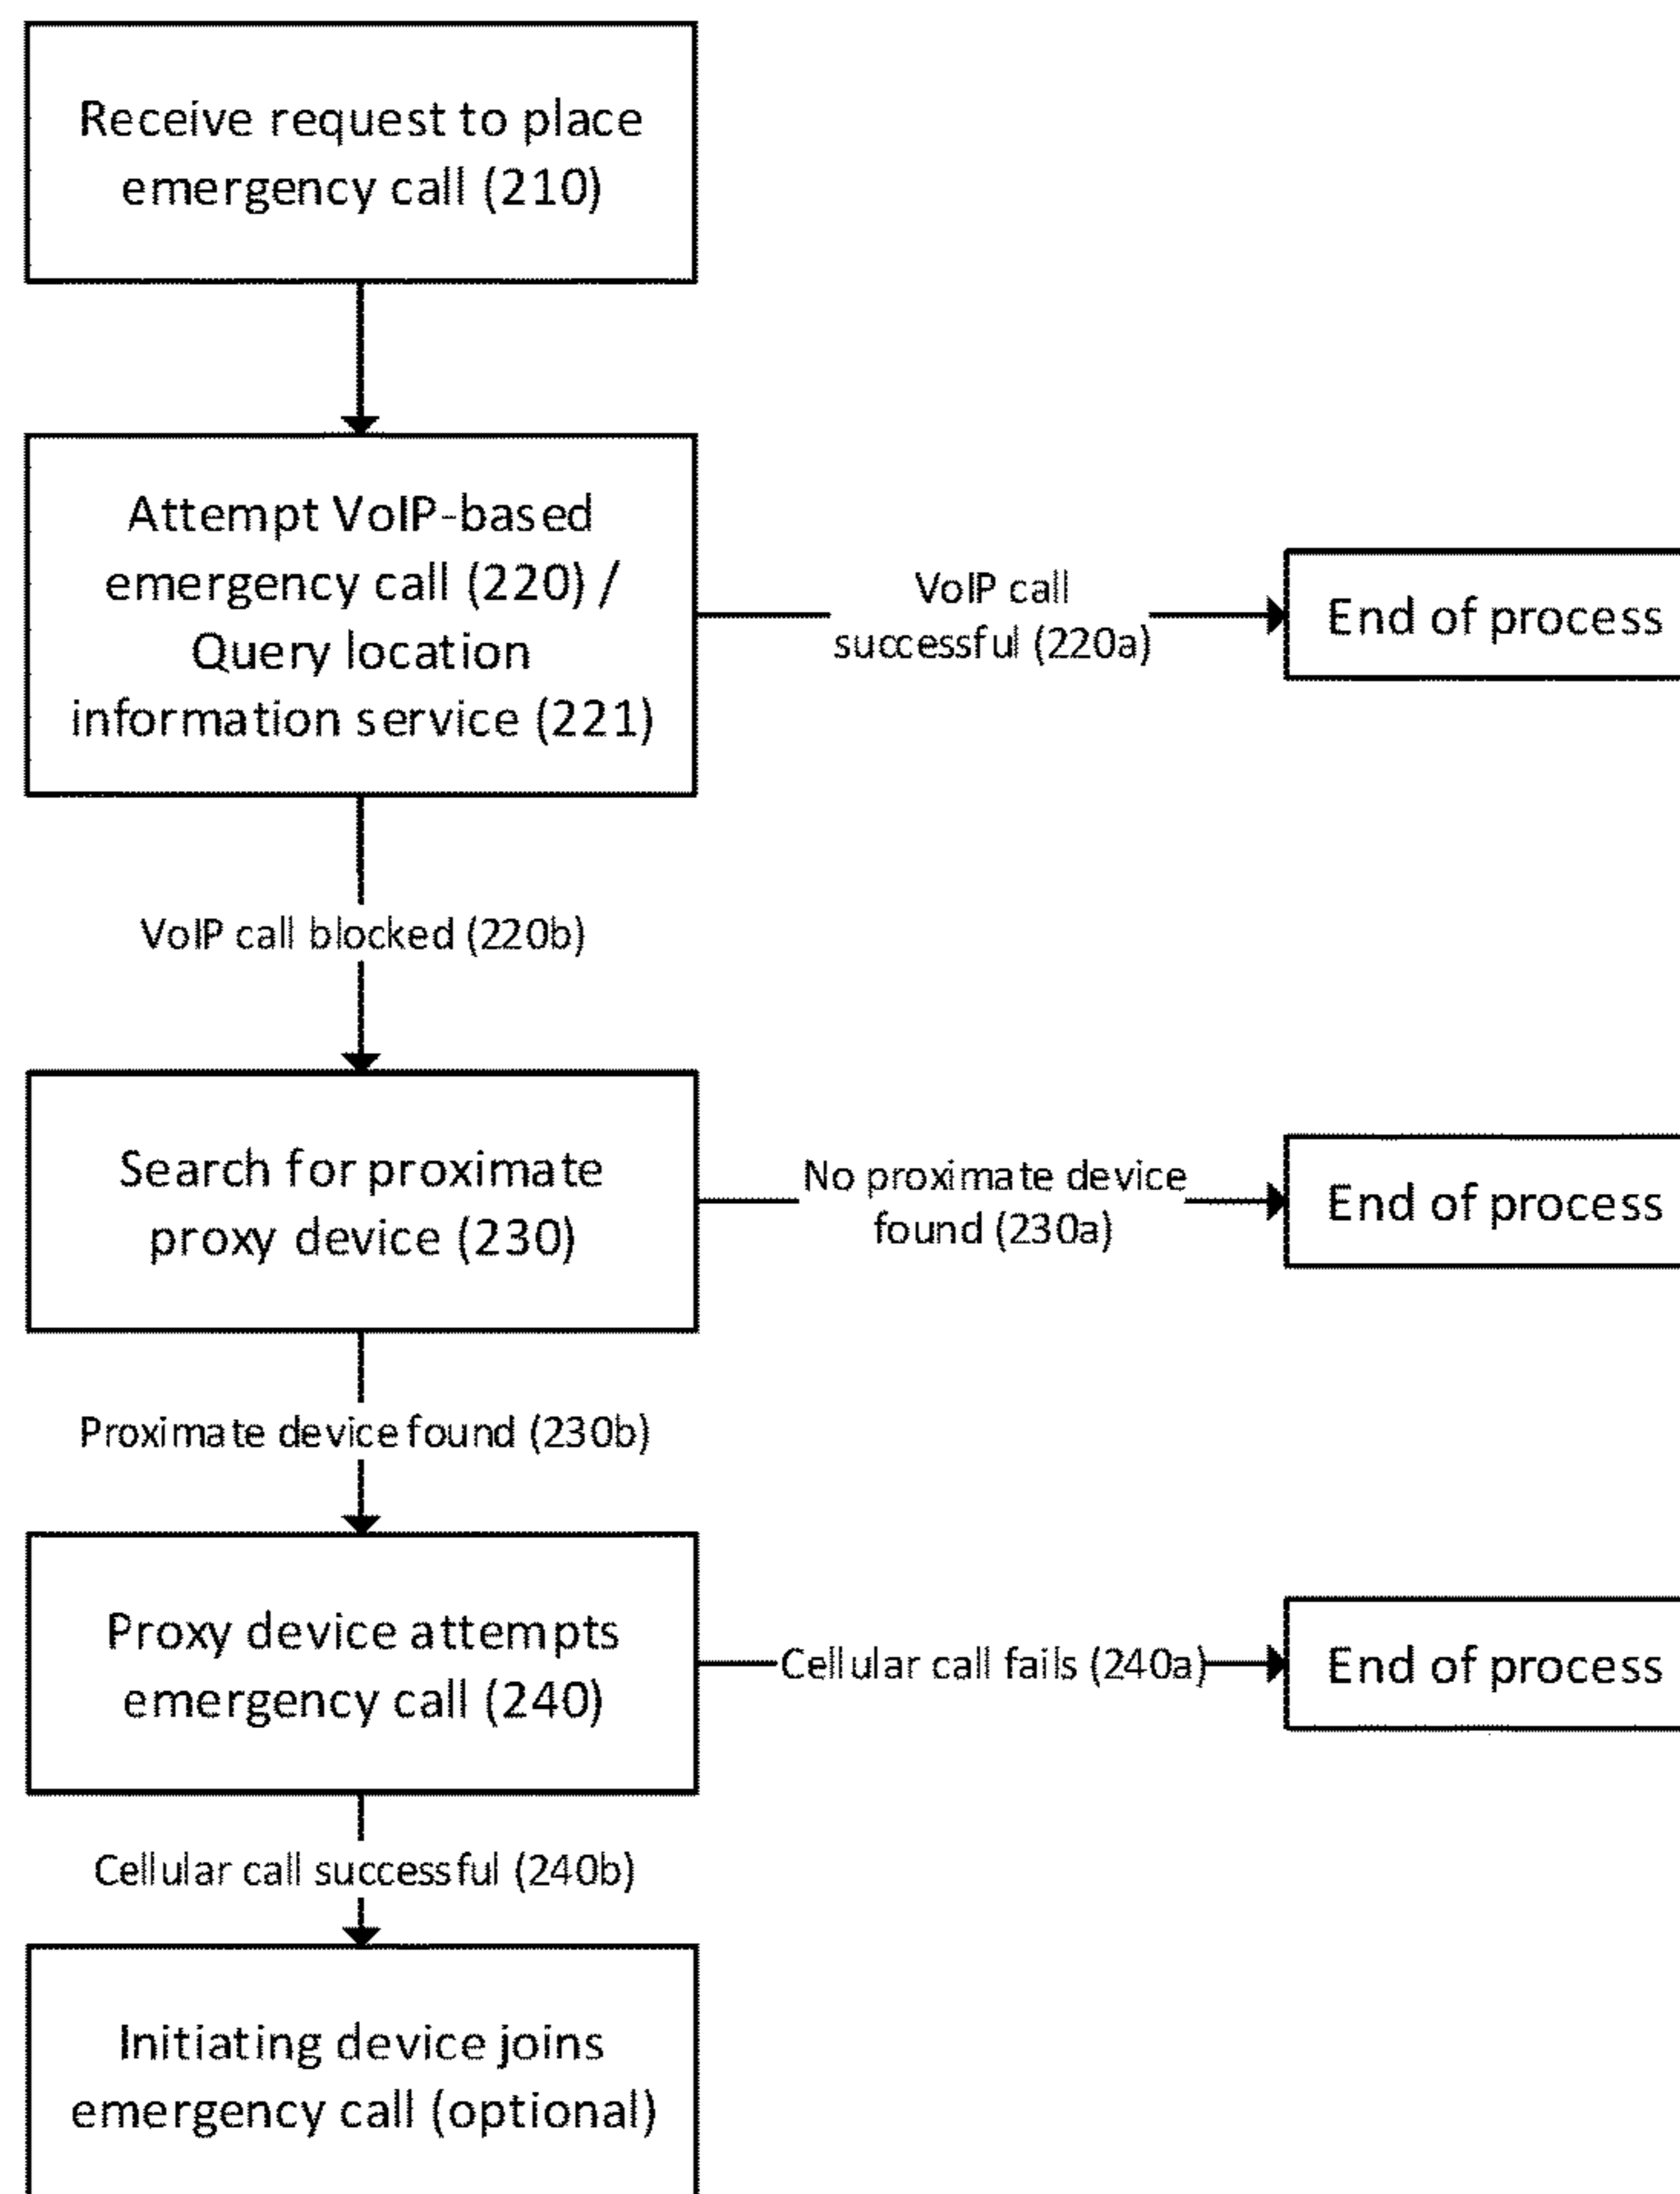 Receive request to place
emergency call (210)
Attempt VoIP-based
emergency call (220) /
Query location
information service (221)
VoIP call
successful (220a)
End of process
VoIP call blocked (220b)
Search for proximate
proxy device (230)
No proximate device
found (230a)
End of process
Proximate device found (230b)
Proxy device attempts
emergency call (240)
Cellular call fails (240a)
End of process
Cellular call successful (240b)
Initiating device joins
emergency call (optional)